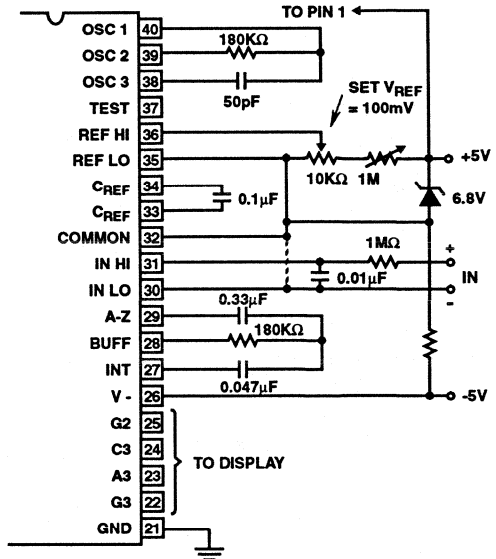 TO PIN 1
OSC 1 40
180KΩ
OSC 2 39
OSC 3 38
50pF
TEST 37
SET VREF
= 100mV
REF HI 36
REF LO 35
+5V
10KΩ 1M
CREF 34
0.1μF
6.8V
CREF 33
COMMON 32
1MΩ
+
IN HI 31
0.01μF
IN
IN LO 30
-
0.33μF
A-Z 29
180KΩ
BUFF 28
INT 27
0.047μF
V - 26
-5V
G2 25
C3 24
TO DISPLAY
A3 23
G3 22
GND 21